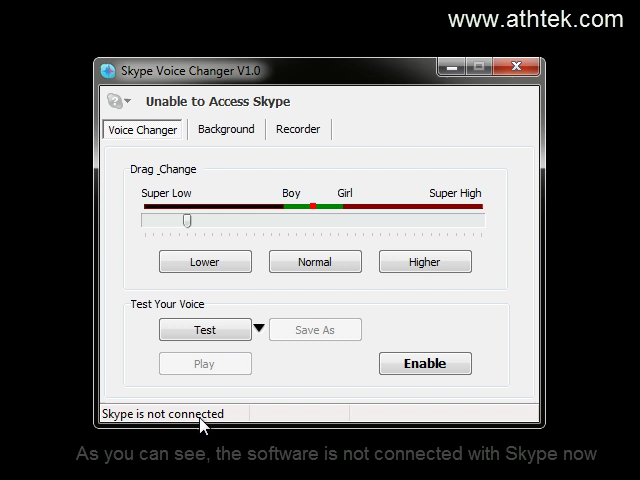 www.athtek.com
Skype Voice Changer V1.0
Unable to Access Skype
Voice Changer Background Recorder
Drag_Change
Super Low Boy Girl Super High
Lower Normal Higher
Test Your Voice
Test Save As
Play Enable
Skype is not connected
As you can see, the software is not connected with Skype now